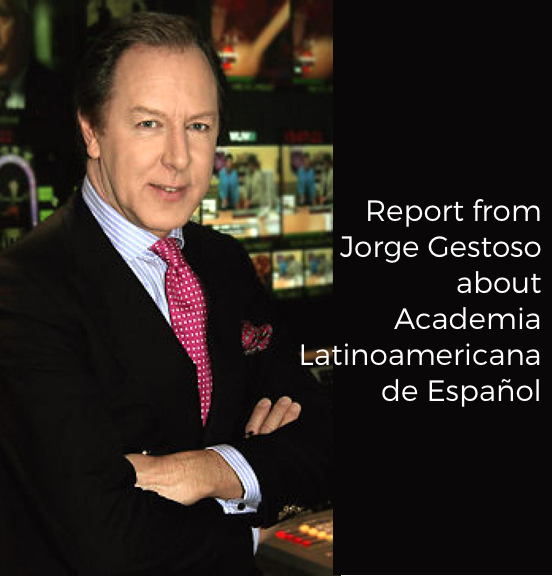 Report from
Jorge Gestoso
about
Academia
Latinoamericana
de Español